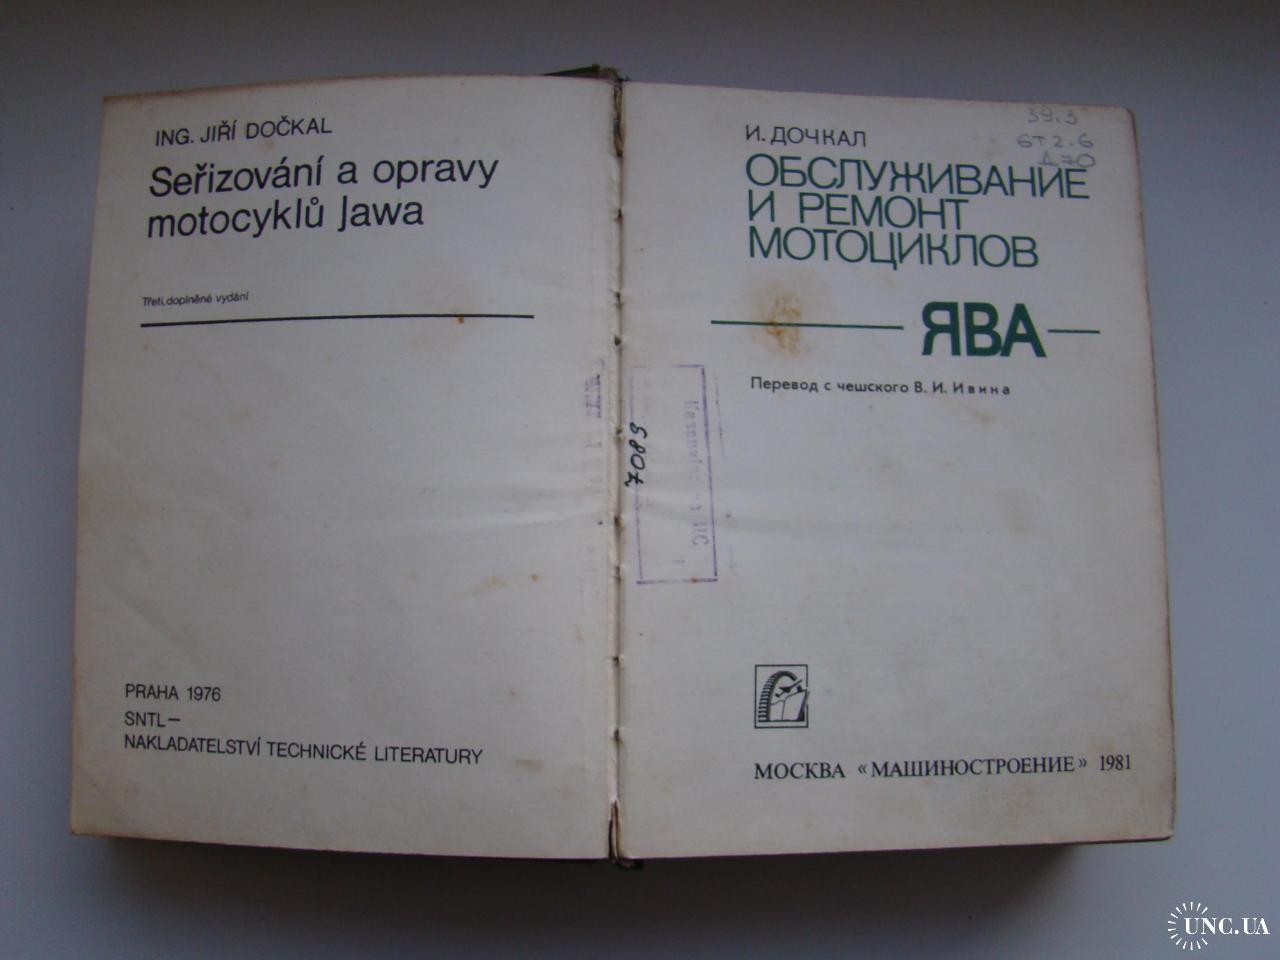 ING. JIŘÍ DOČKAL
Seřizování a opravy
motocyklů Jawa
Třetí, doplněné vydání
PRAHA 1976
SNTL –
NAKLADATELSTVÍ TECHNICKÉ LITERATURY
39.3
6т2.6
Д70
И. ДОЧКАЛ
ОБСЛУЖИВАНИЕ
И РЕМОНТ
МОТОЦИКЛОВ
ЯВА
Перевод с чешского В. И. Ивина
7083
МОСКВА «МАШИНОСТРОЕНИЕ» 1981
UNC.UA